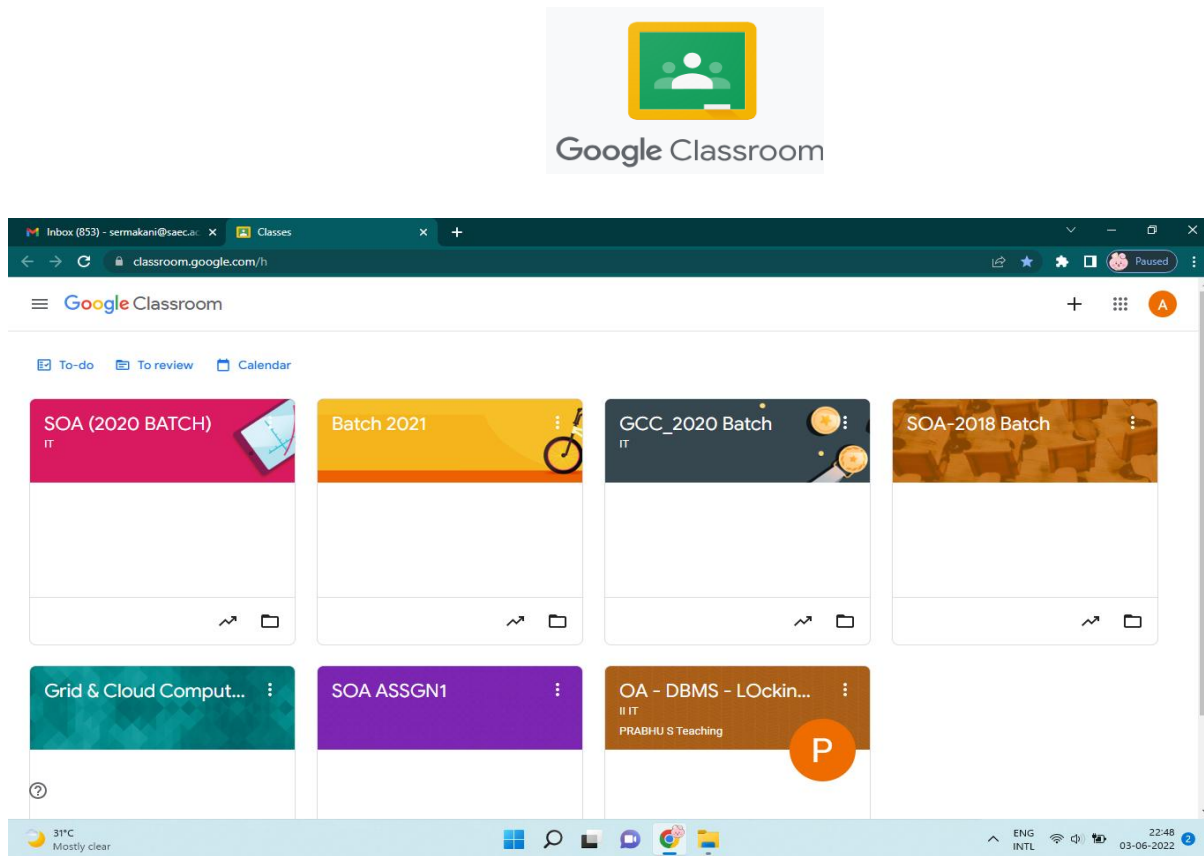 Google Classroom
Inbox (853) - sermakani@saec.ac
Classes
classroom.google.com/h
Paused
Google Classroom
A
To-do
To review
Calendar
SOA (2020 BATCH)
IT
Batch 2021
GCC_2020 Batch
IT
SOA-2018 Batch
Grid & Cloud Comput...
SOA ASSGN1
OA - DBMS - LOckin...
II IT
PRABHU S Teaching
P
31°C
Mostly clear
ENG
INTL
22:48
03-06-2022
2